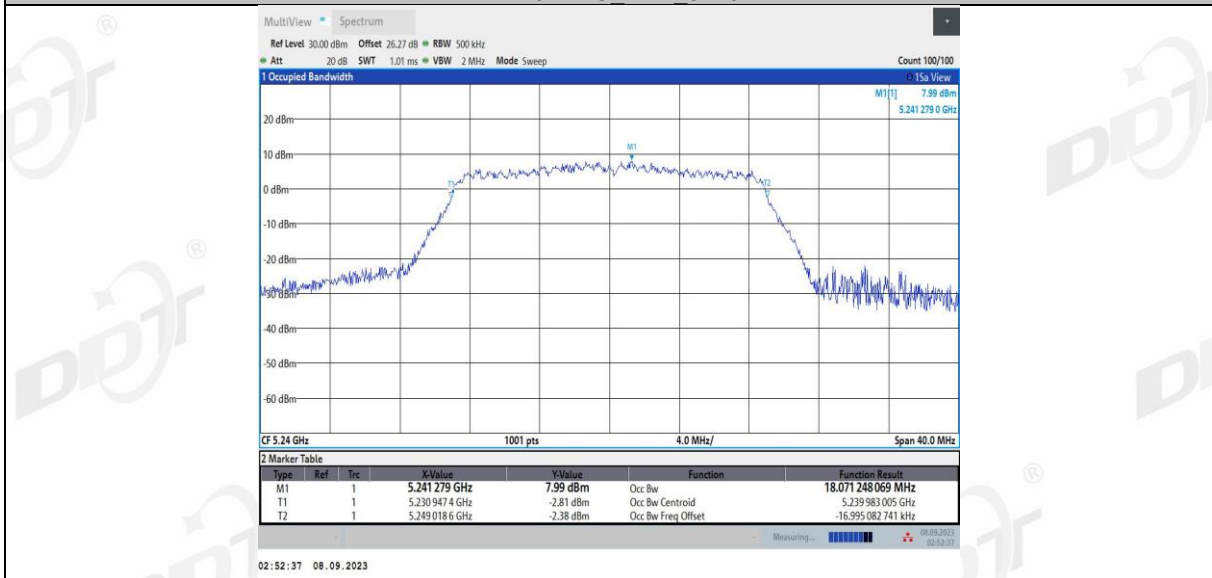 MultiView Spectrum
Ref Level 30.00 dBm Offset 26.27 dB RBW 500 kHz
Att 20 dB SWT 1.01 ms VBW 2 MHz Mode Sweep Count 100/100
1 Occupied Bandwidth 1Sa View
M1[1] 7.99 dBm
5.241 279 0 GHz
20 dBm
M1
10 dBm
T1 T2
0 dBm
-10 dBm
-20 dBm
-30 dBm
-40 dBm
-50 dBm
-60 dBm
CF 5.24 GHz 1001 pts 4.0 MHz/ Span 40.0 MHz
2 Marker Table
Type Ref Trc X-Value Y-Value Function Function Result
M1 1 5.241 279 GHz 7.99 dBm Occ Bw 18.071 248 069 MHz
T1 1 5.230 947 4 GHz -2.81 dBm Occ Bw Centroid 5.239 983 005 GHz
T2 1 5.249 018 6 GHz -2.38 dBm Occ Bw Freq Offset -16.995 082 741 kHz
Measuring... 08.09.2023
02:52:37
02:52:37 08.09.2023
DDT
DDT
DDT
DDT